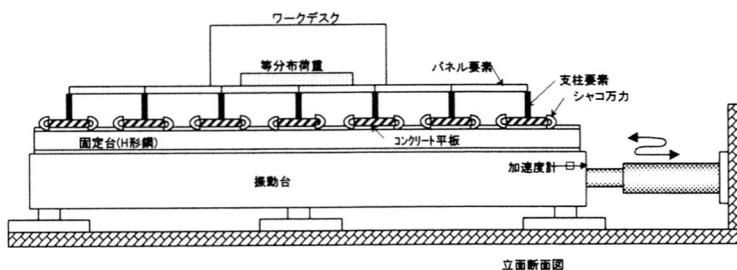 ワークデスク
等分布荷重
パネル要素
支柱要素
シャコ万力
固定台(H形鋼)
コンクリート平板
振動台
加速度計
立面断面図